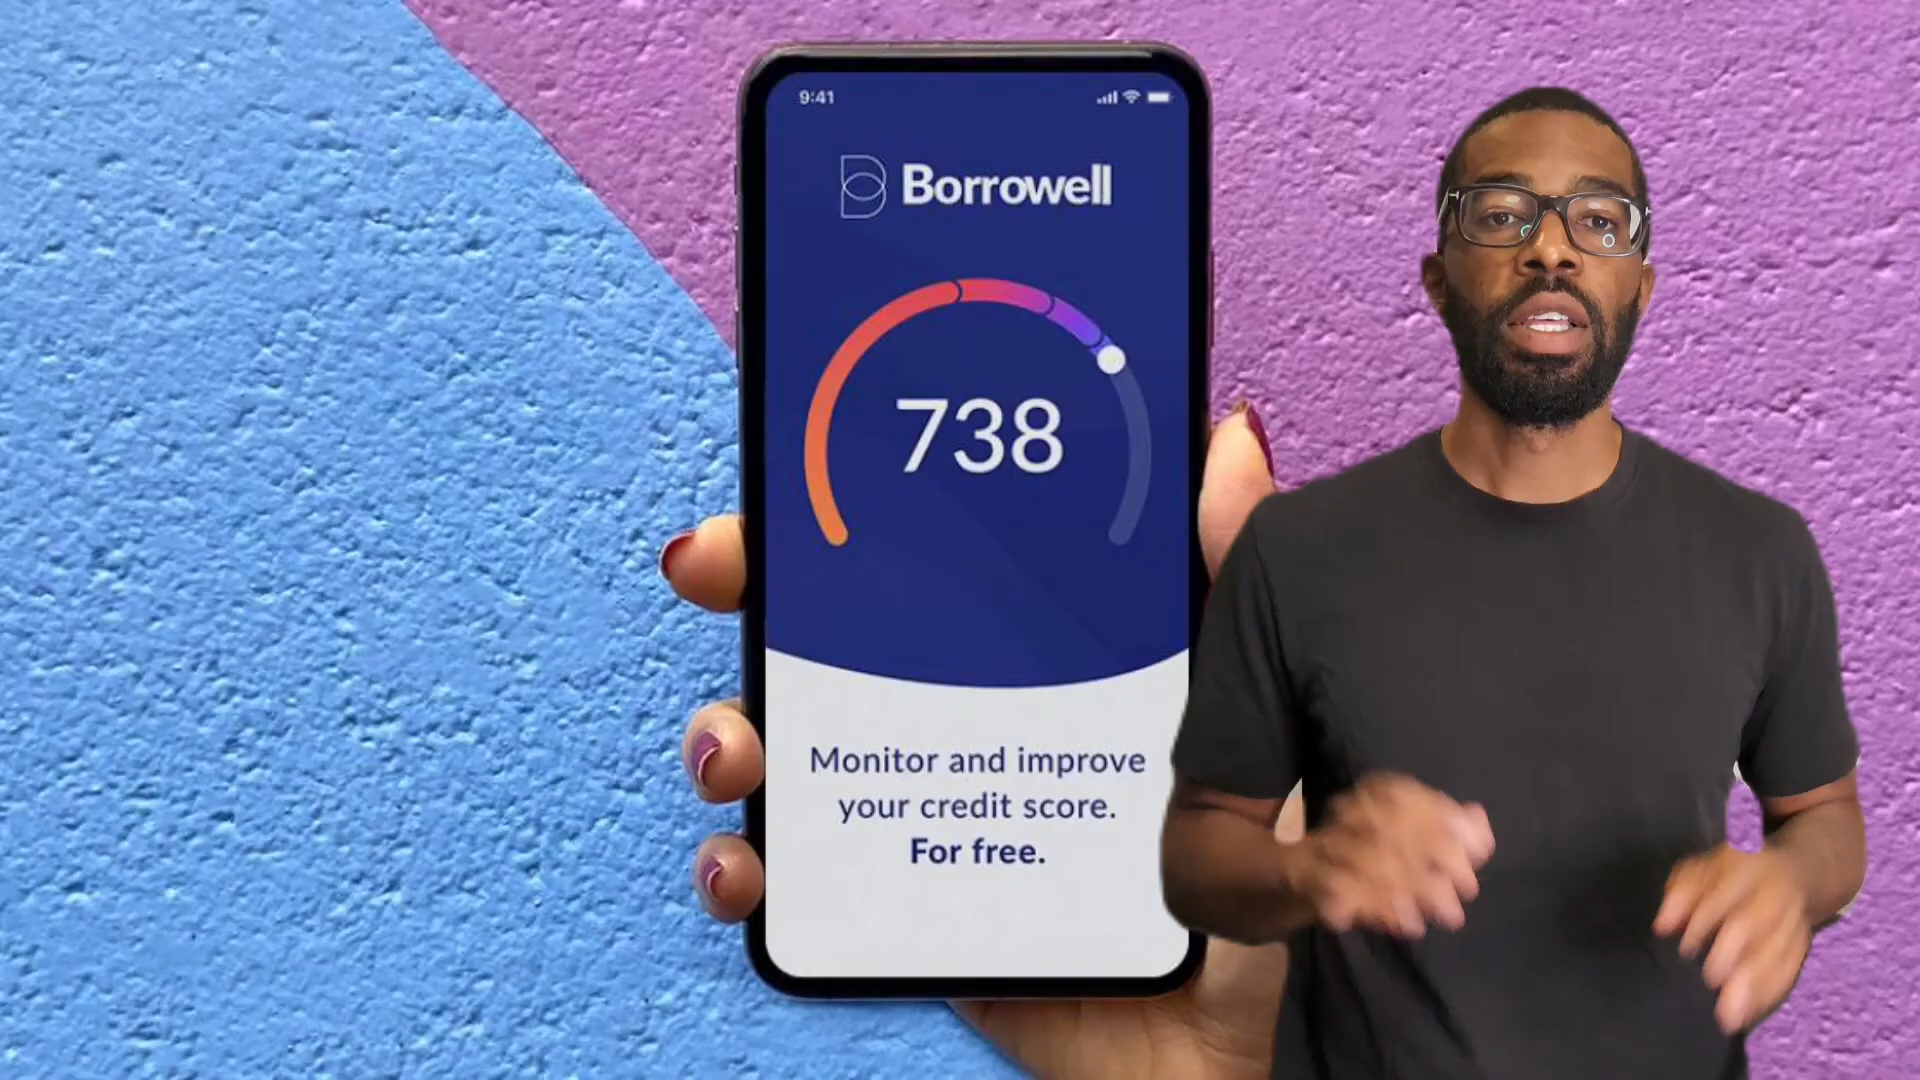 9:41
Borrowell
738
Monitor and improve
your credit score.
For free.